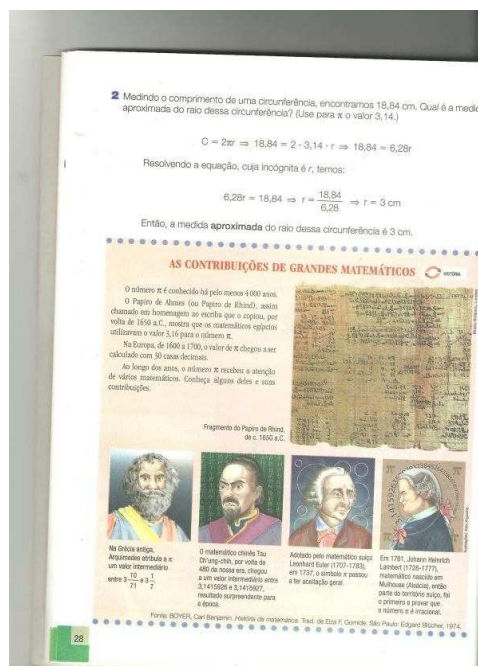 2 Medindo o comprimento de uma circunferência, encontramos 18,84 cm. Qual é a medid
aproximada do raio dessa circunferência? (Use para π o valor 3,14.)
C = 2πr ⇒ 18,84 = 2 · 3,14 · r ⇒ 18,84 = 6,28r
Resolvendo a equação, cuja incógnita é r, temos:
6,28r = 18,84 ⇒ r = 18,84/6,28 ⇒ r = 3 cm
Então, a medida aproximada do raio dessa circunferência é 3 cm.
AS CONTRIBUIÇÕES DE GRANDES MATEMÁTICOS
HISTÓRIA
O número π é conhecido há pelo menos 4 000 anos.
O Papiro de Ahmes (ou Papiro de Rhind), assim
chamado em homenagem ao escriba que o copiou, por
volta de 1650 a.C., mostra que os matemáticos egípcios
utilizavam o valor 3,16 para o número π.
Na Europa, de 1600 a 1700, o valor de π chegou a ser
calculado com 30 casas decimais.
Ao longo dos anos, o número π recebeu a atenção
de vários matemáticos. Conheça alguns deles e suas
contribuições.
Fragmento do Papiro de Rhind,
de c. 1650 a.C.
Na Grécia antiga,
Arquimedes atribuiu a π
um valor intermediário
entre 3 10/71 e 3 1/7.
O matemático chinês Tsu
Ch'ung-chih, por volta de
480 da nossa era, chegou
a um valor intermediário entre
3,1415926 e 3,1415927,
resultado surpreendente para
a época.
Adotado pelo matemático suíço
Leonhard Euler (1707-1783),
em 1737, o símbolo π passou
a ter aceitação geral.
Em 1761, Johann Heinrich
Lambert (1728-1777),
matemático nascido em
Mulhouse (Alsácia), então
parte do território suíço, foi
o primeiro a provar que
o número π é irracional.
Fonte: BOYER, Carl Benjamin. História da matemática. Trad. de Elza F. Gomide. São Paulo: Edgard Blücher, 1974.
28